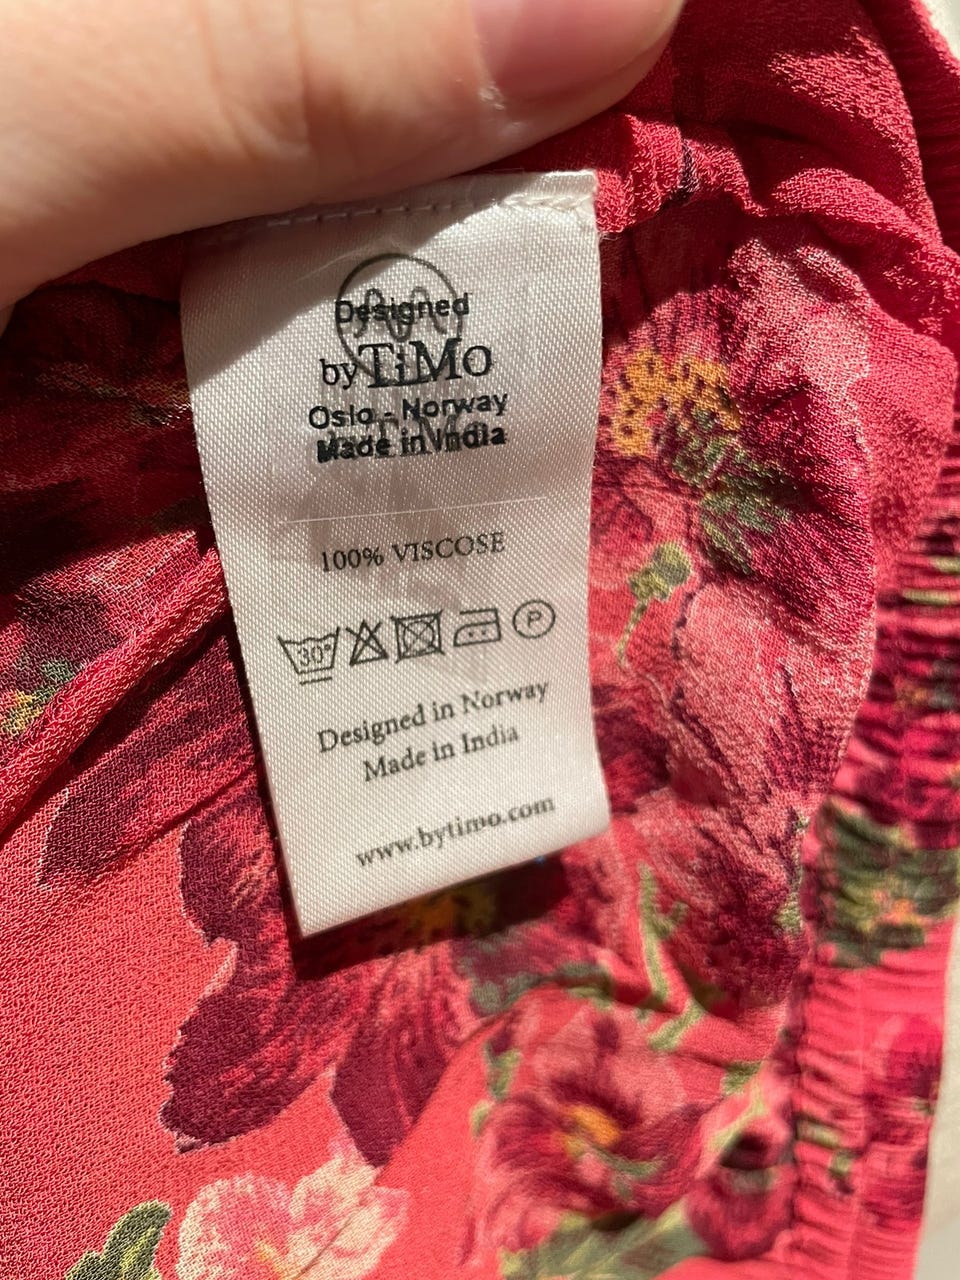 Designed
by TiMo
Oslo - Norway
Made in India
100% VISCOSE
30°
P
Designed in Norway
Made in India
www.bytimo.com